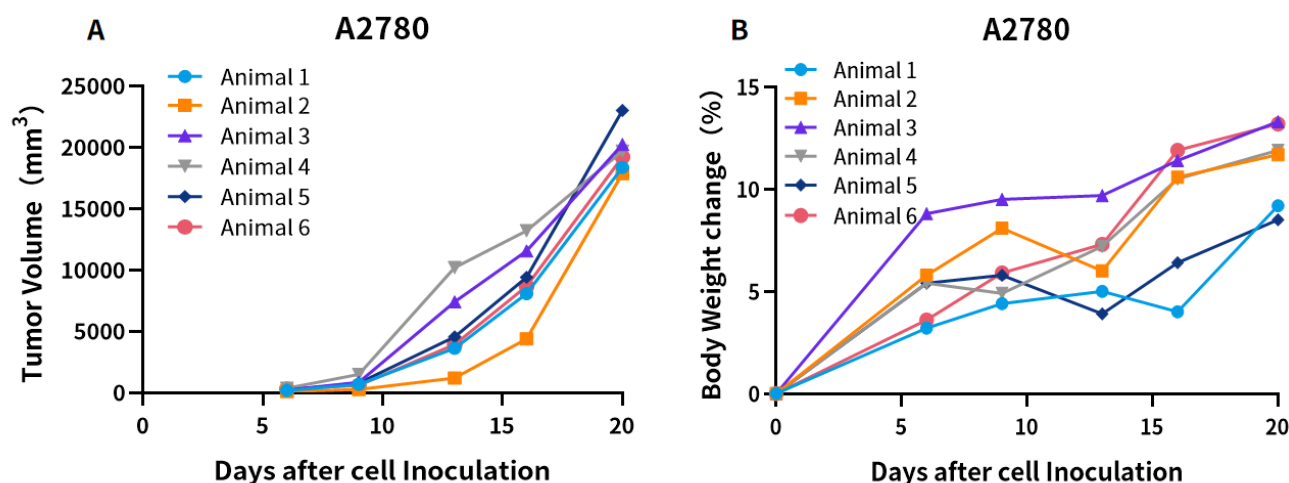 A
A2780
Animal 1
Animal 2
Animal 3
Animal 4
Animal 5
Animal 6
Tumor Volume（mm³）
25000
20000
15000
10000
5000
0
0 5 10 15 20
Days after cell Inoculation
B
A2780
Animal 1
Animal 2
Animal 3
Animal 4
Animal 5
Animal 6
Body Weight change（%）
15
10
5
0
0 5 10 15 20
Days after cell Inoculation